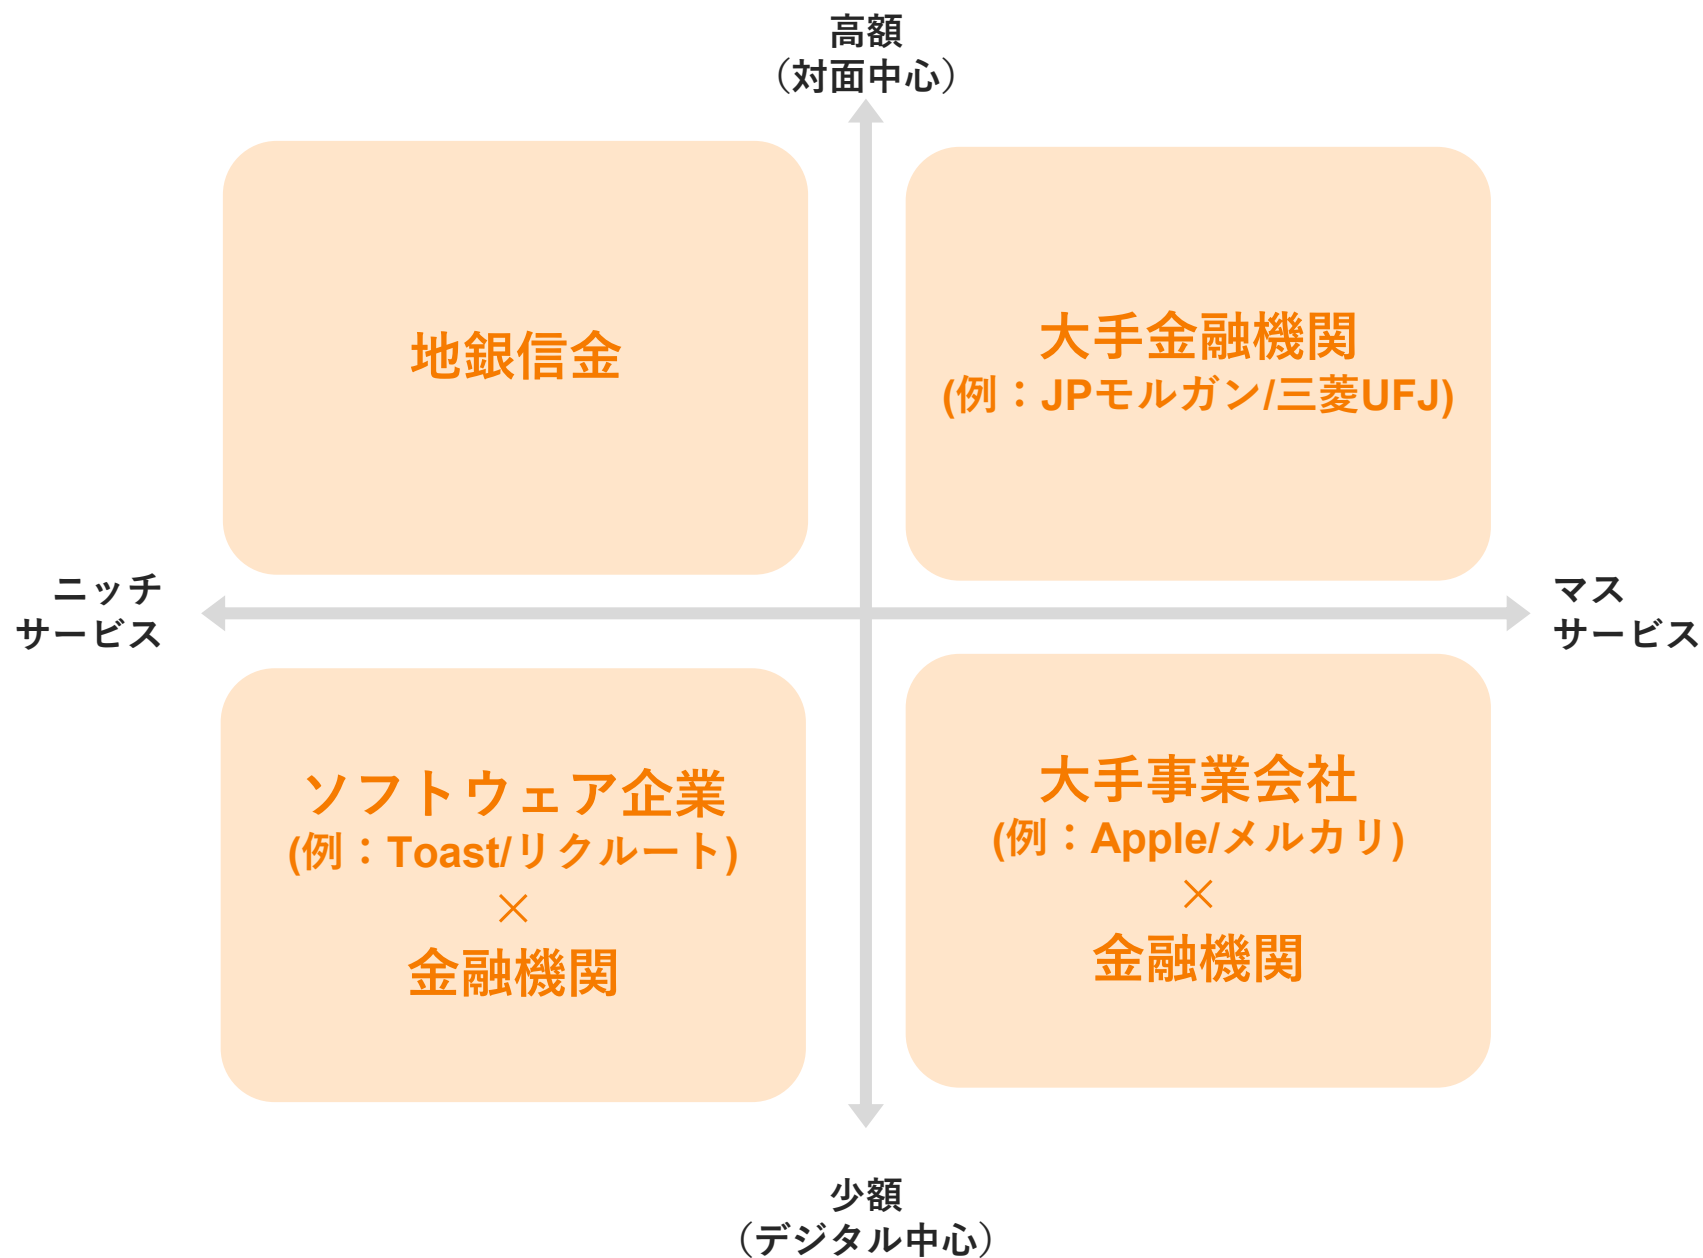 高額
（対面中心）
地銀信金
大手金融機関
(例：JPモルガン/三菱UFJ)
ニッチ
サービス
マス
サービス
ソフトウェア企業
(例：Toast/リクルート)
×
金融機関
大手事業会社
(例：Apple/メルカリ)
×
金融機関
少額
（デジタル中心）